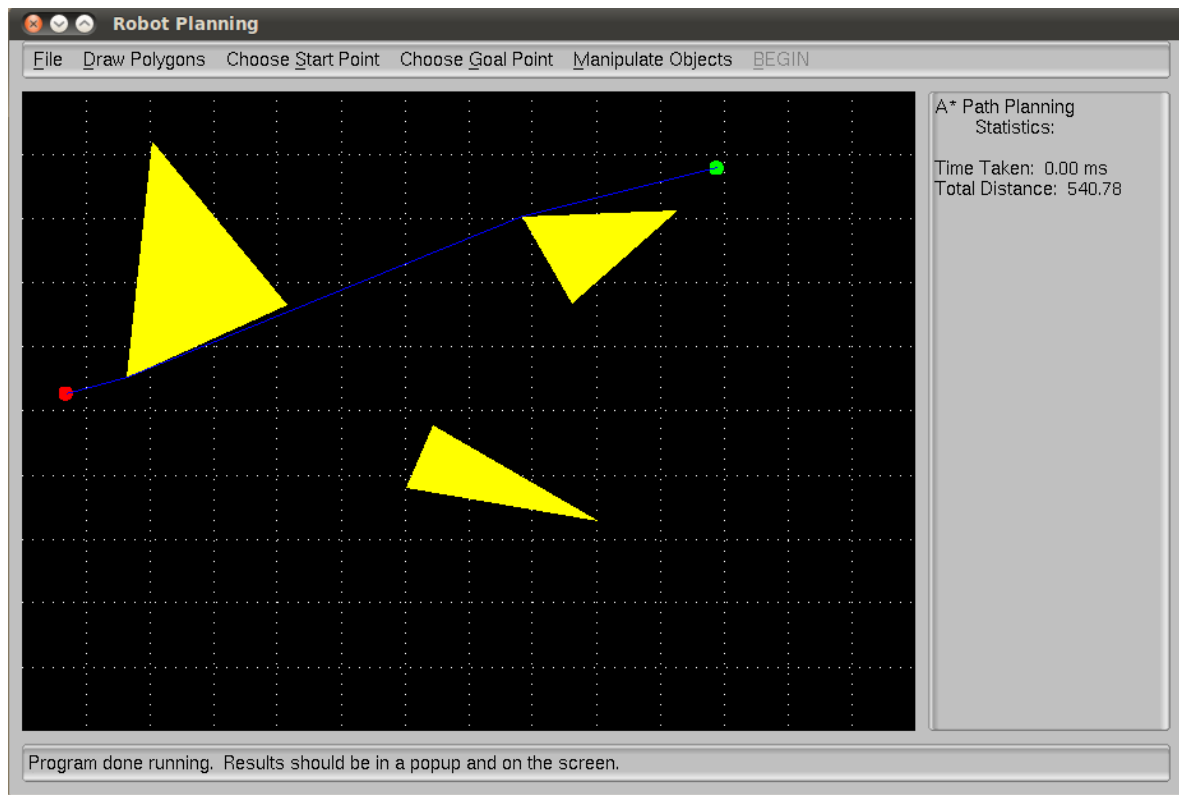 Robot Planning
File Draw Polygons Choose Start Point Choose Goal Point Manipulate Objects BEGIN
A* Path Planning
Statistics:
Time Taken: 0.00 ms
Total Distance: 540.78
Program done running. Results should be in a popup and on the screen.